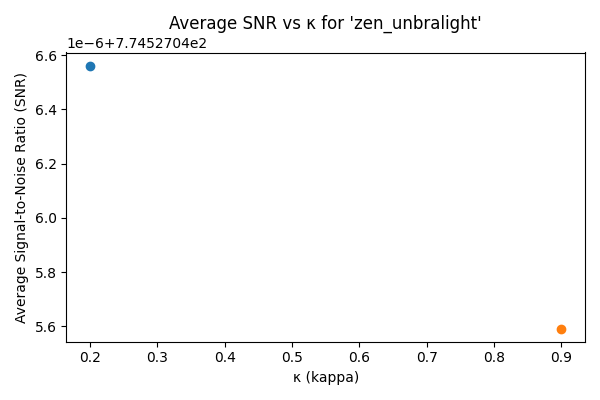 Average SNR vs κ for 'zen_unbralight'
1e−6+7.7452704e2
6.6
6.4
6.2
6.0
5.8
5.6
Average Signal-to-Noise Ratio (SNR)
0.2 0.3 0.4 0.5 0.6 0.7 0.8 0.9
κ (kappa)